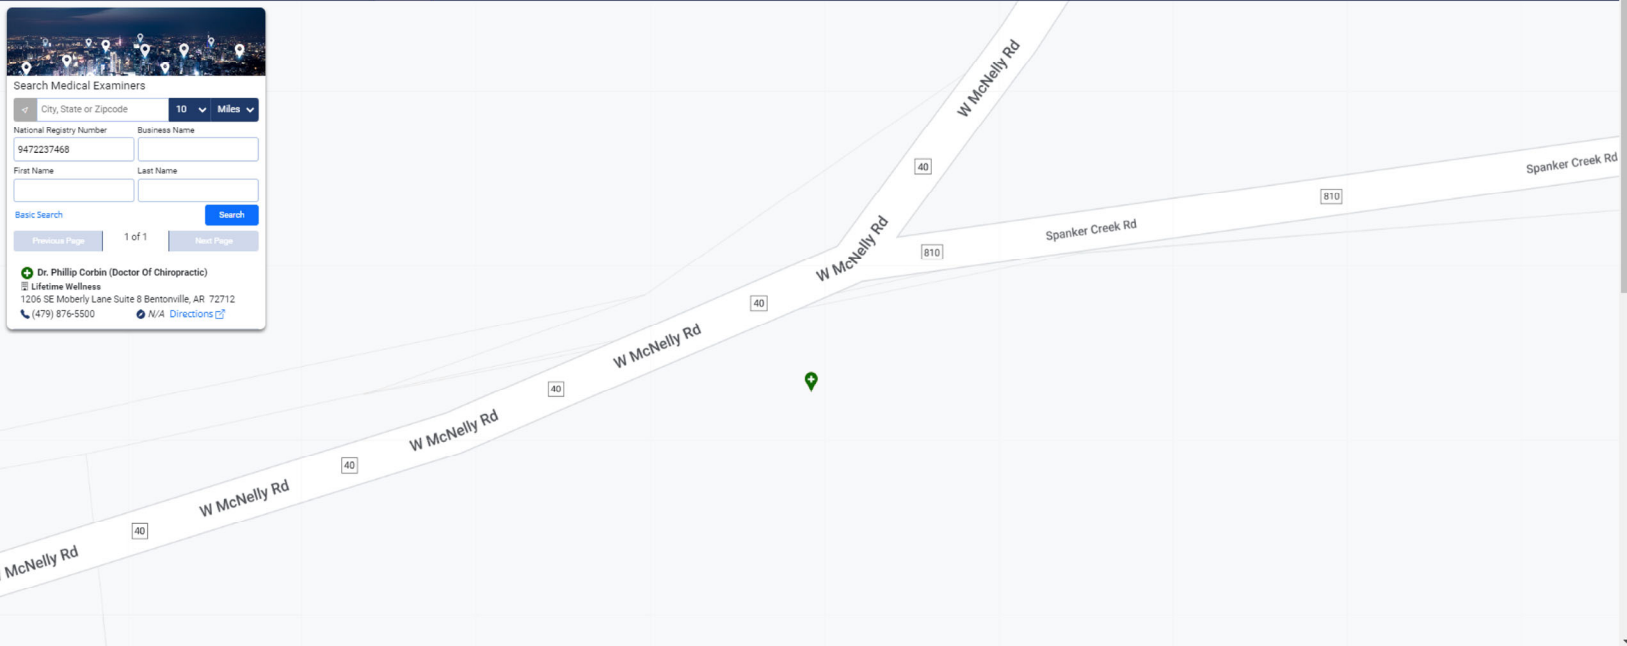 Search Medical Examiners
City, State or Zipcode 10 Miles
National Registry Number Business Name
9472237468
First Name Last Name
Basic Search Search
Previous Page 1 of 1 Next Page
Dr. Phillip Corbin (Doctor Of Chiropractic)
Lifetime Wellness
1206 SE Moberly Lane Suite 8 Bentonville, AR 72712
(479) 876-5500 N/A Directions
W McNelly Rd
40
Spanker Creek Rd
810
Spanker Creek Rd
810
W McNelly Rd
40
W McNelly Rd
40
W McNelly Rd
40
W McNelly Rd
40
McNelly Rd